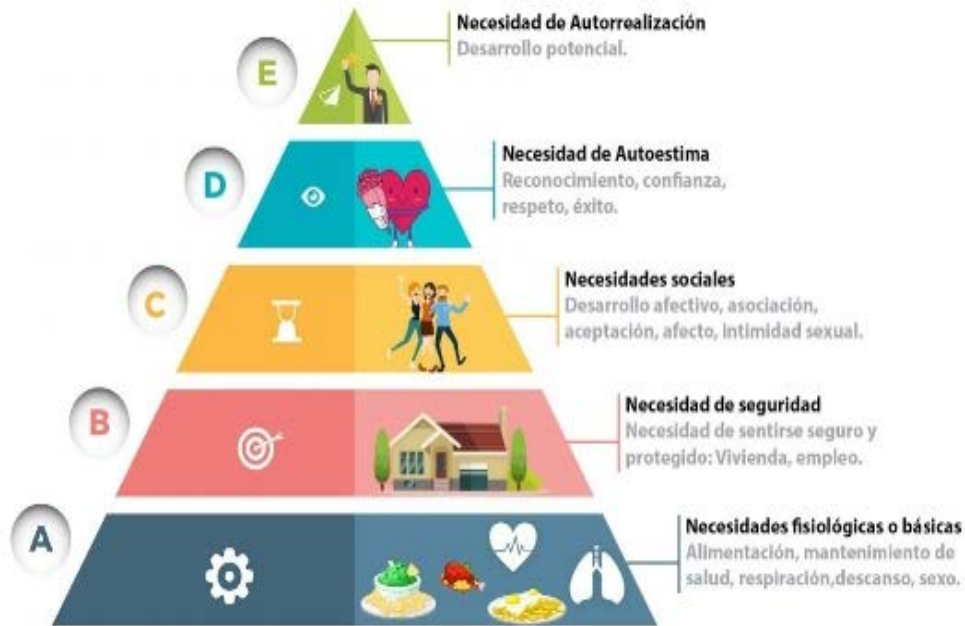 E
Necesidad de Autorrealización
Desarrollo potencial.
D
Necesidad de Autoestima
Reconocimiento, confianza,
respeto, éxito.
C
Necesidades sociales
Desarrollo afectivo, asociación,
aceptación, afecto, intimidad sexual.
B
Necesidad de seguridad
Necesidad de sentirse seguro y
protegido: Vivienda, empleo.
A
Necesidades fisiológicas o básicas
Alimentación, mantenimiento de
salud, respiración,descanso, sexo.